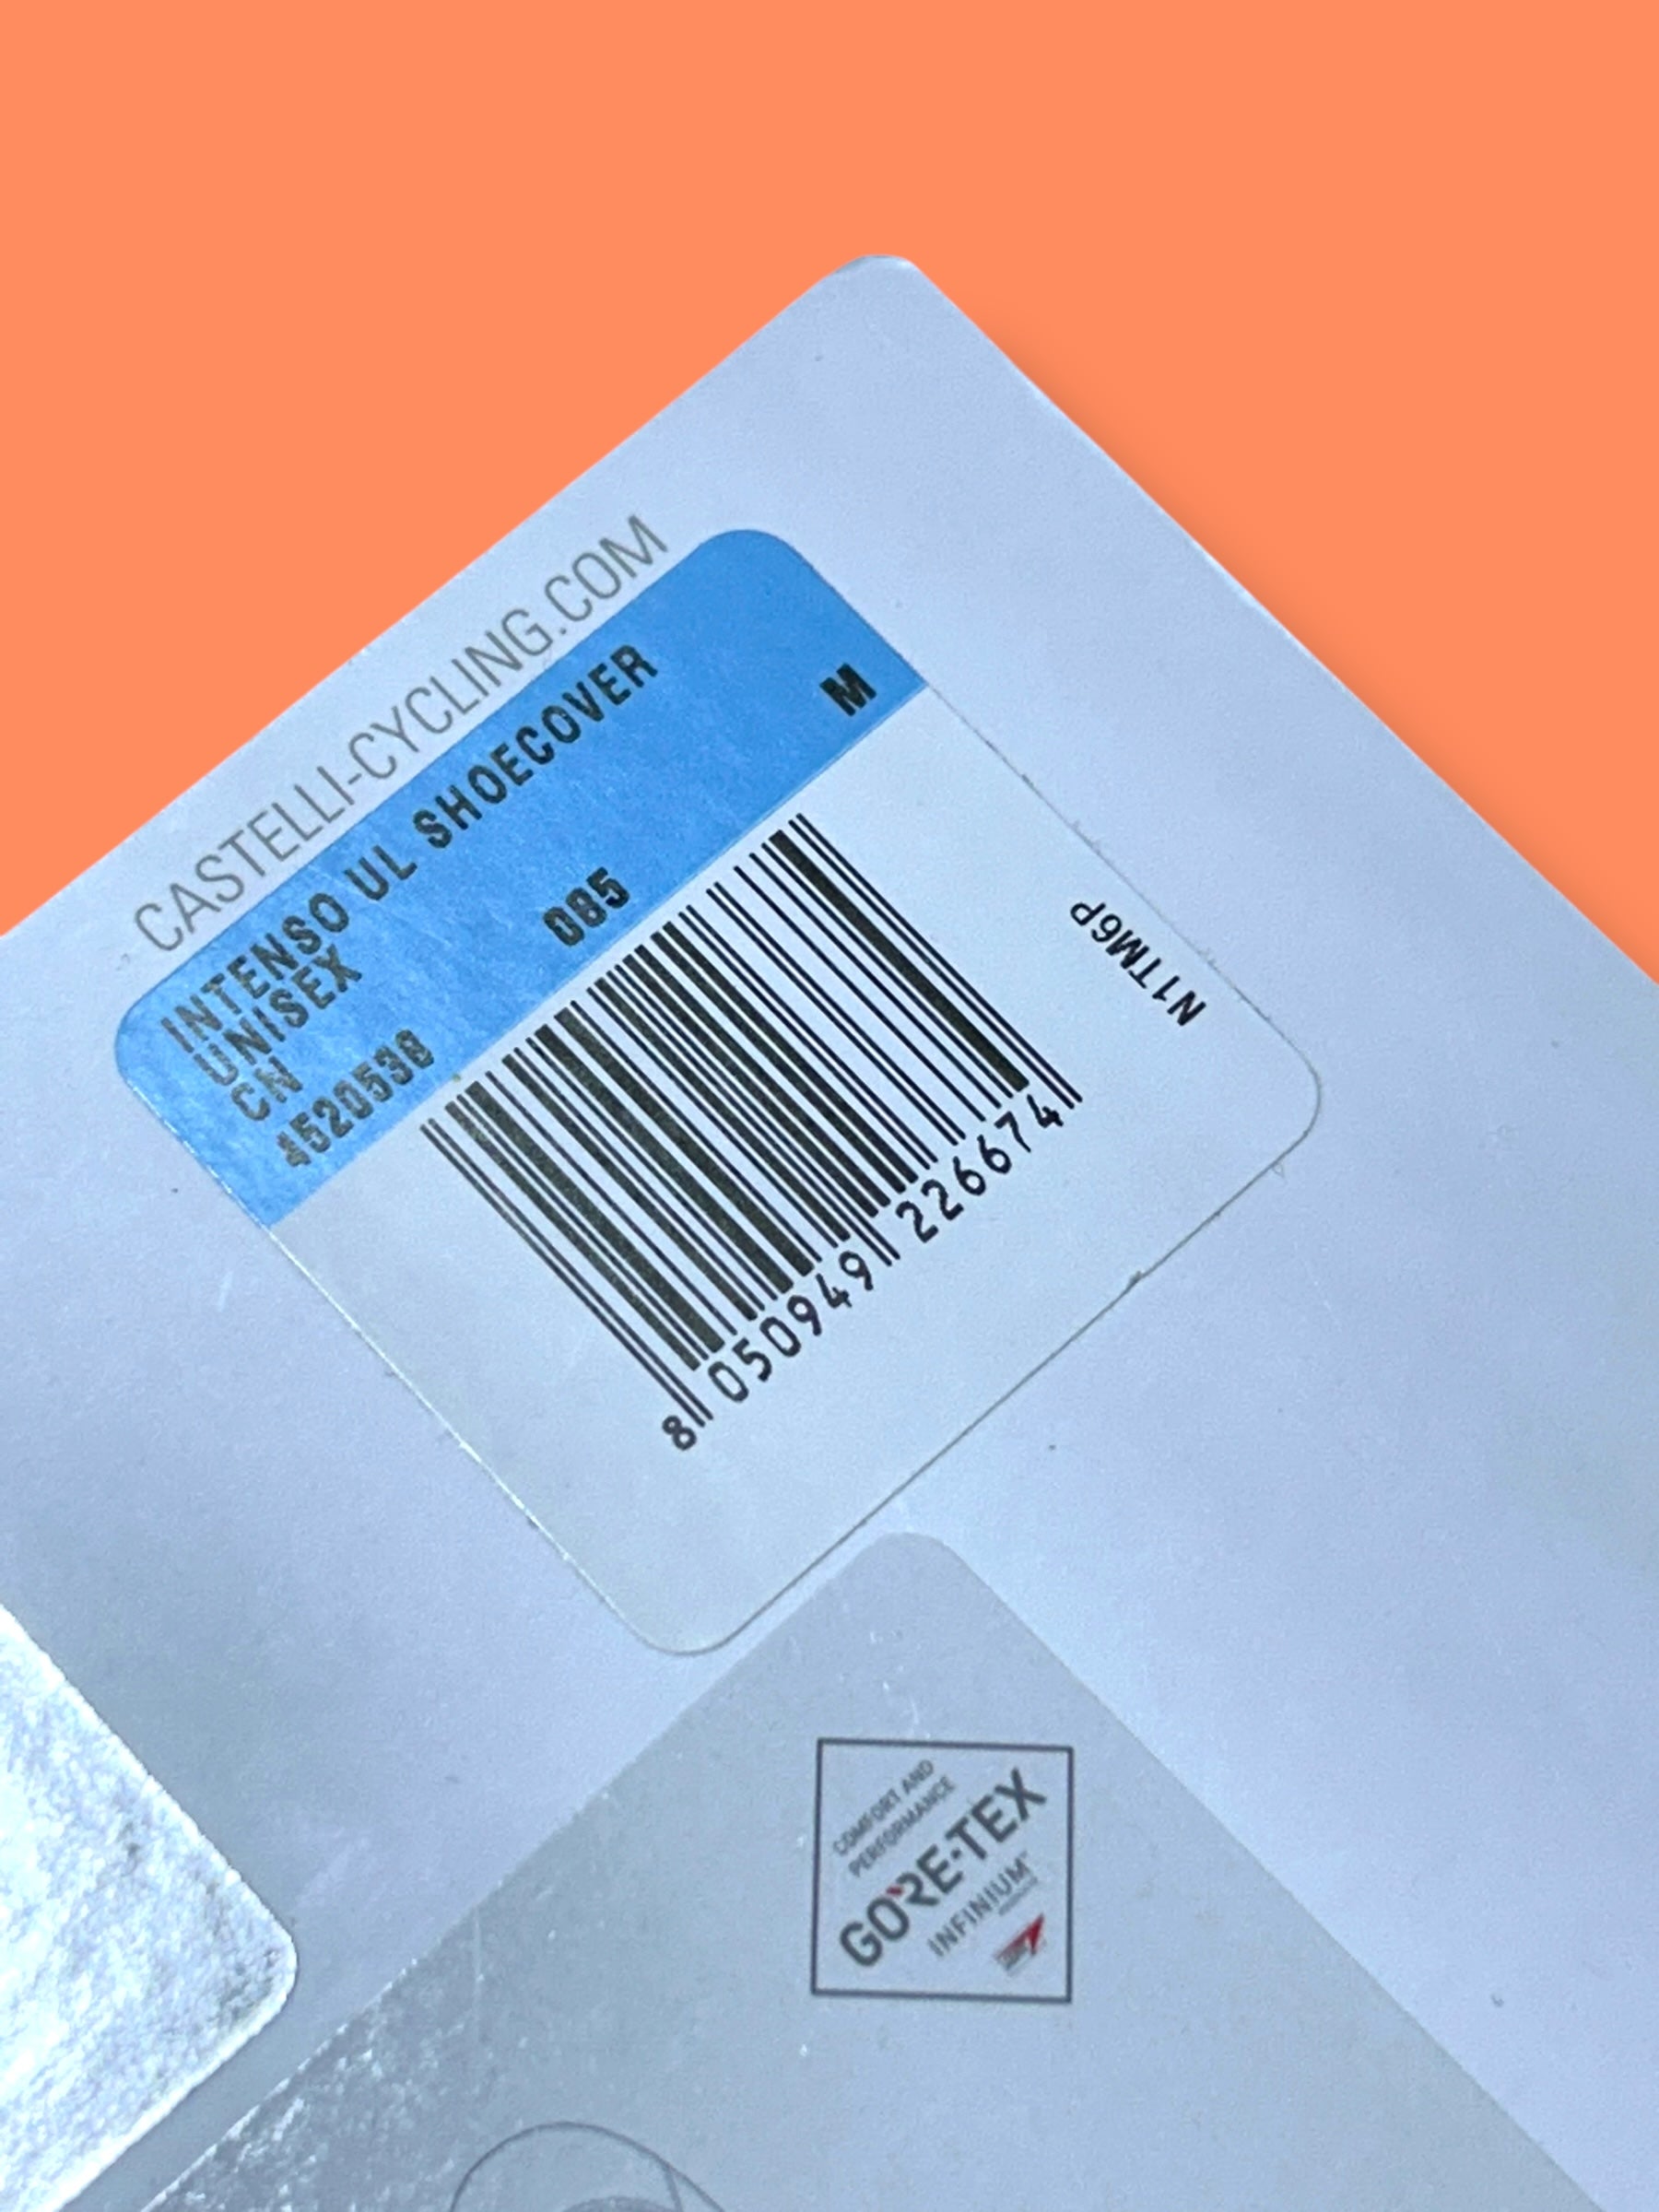 CASTELLI-CYCLING.COM
INTENSO UL SHOECOVER
UNISEX
CN
4520538 085 M
8 050949 226674
N1TM6P
COMFORT AND
PERFORMANCE
GORE-TEX
INFINIUM™